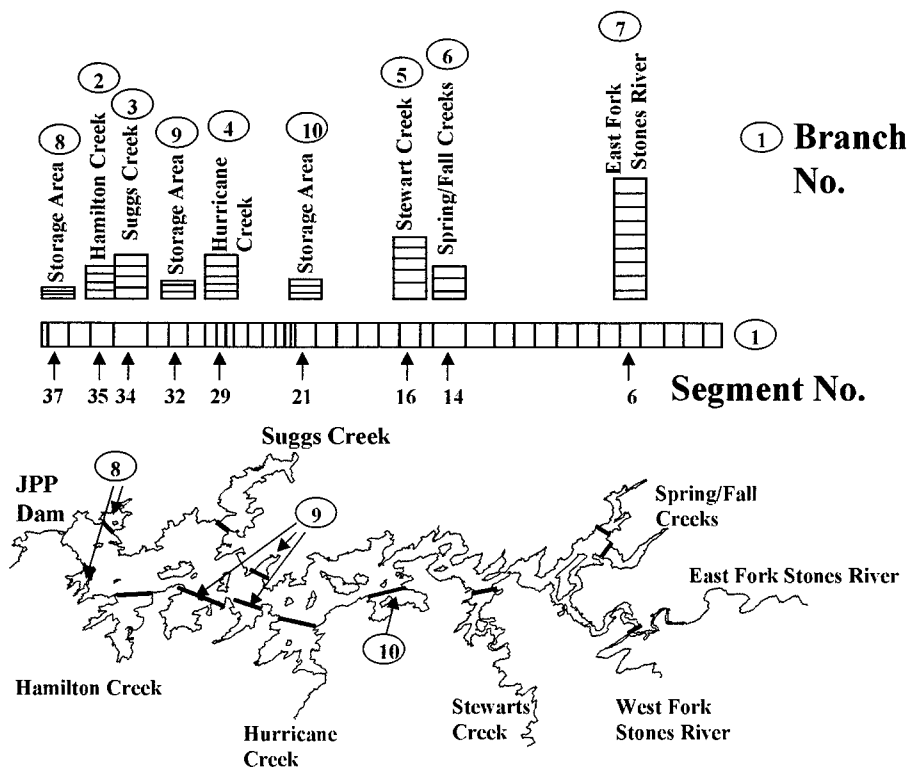 7
6
5
2
3
8
9
4
10
Storage Area
Hamilton Creek
Suggs Creek
Storage Area
Hurricane
Creek
Storage Area
Stewart Creek
Spring/Fall Creeks
East Fork
Stones River
1 Branch
No.
1
37
35
34
32
29
21
16
14
6
Segment No.
Suggs Creek
8
JPP
Dam
9
Spring/Fall
Creeks
East Fork Stones River
2
10
Hamilton Creek
Hurricane
Creek
Stewarts
Creek
West Fork
Stones River